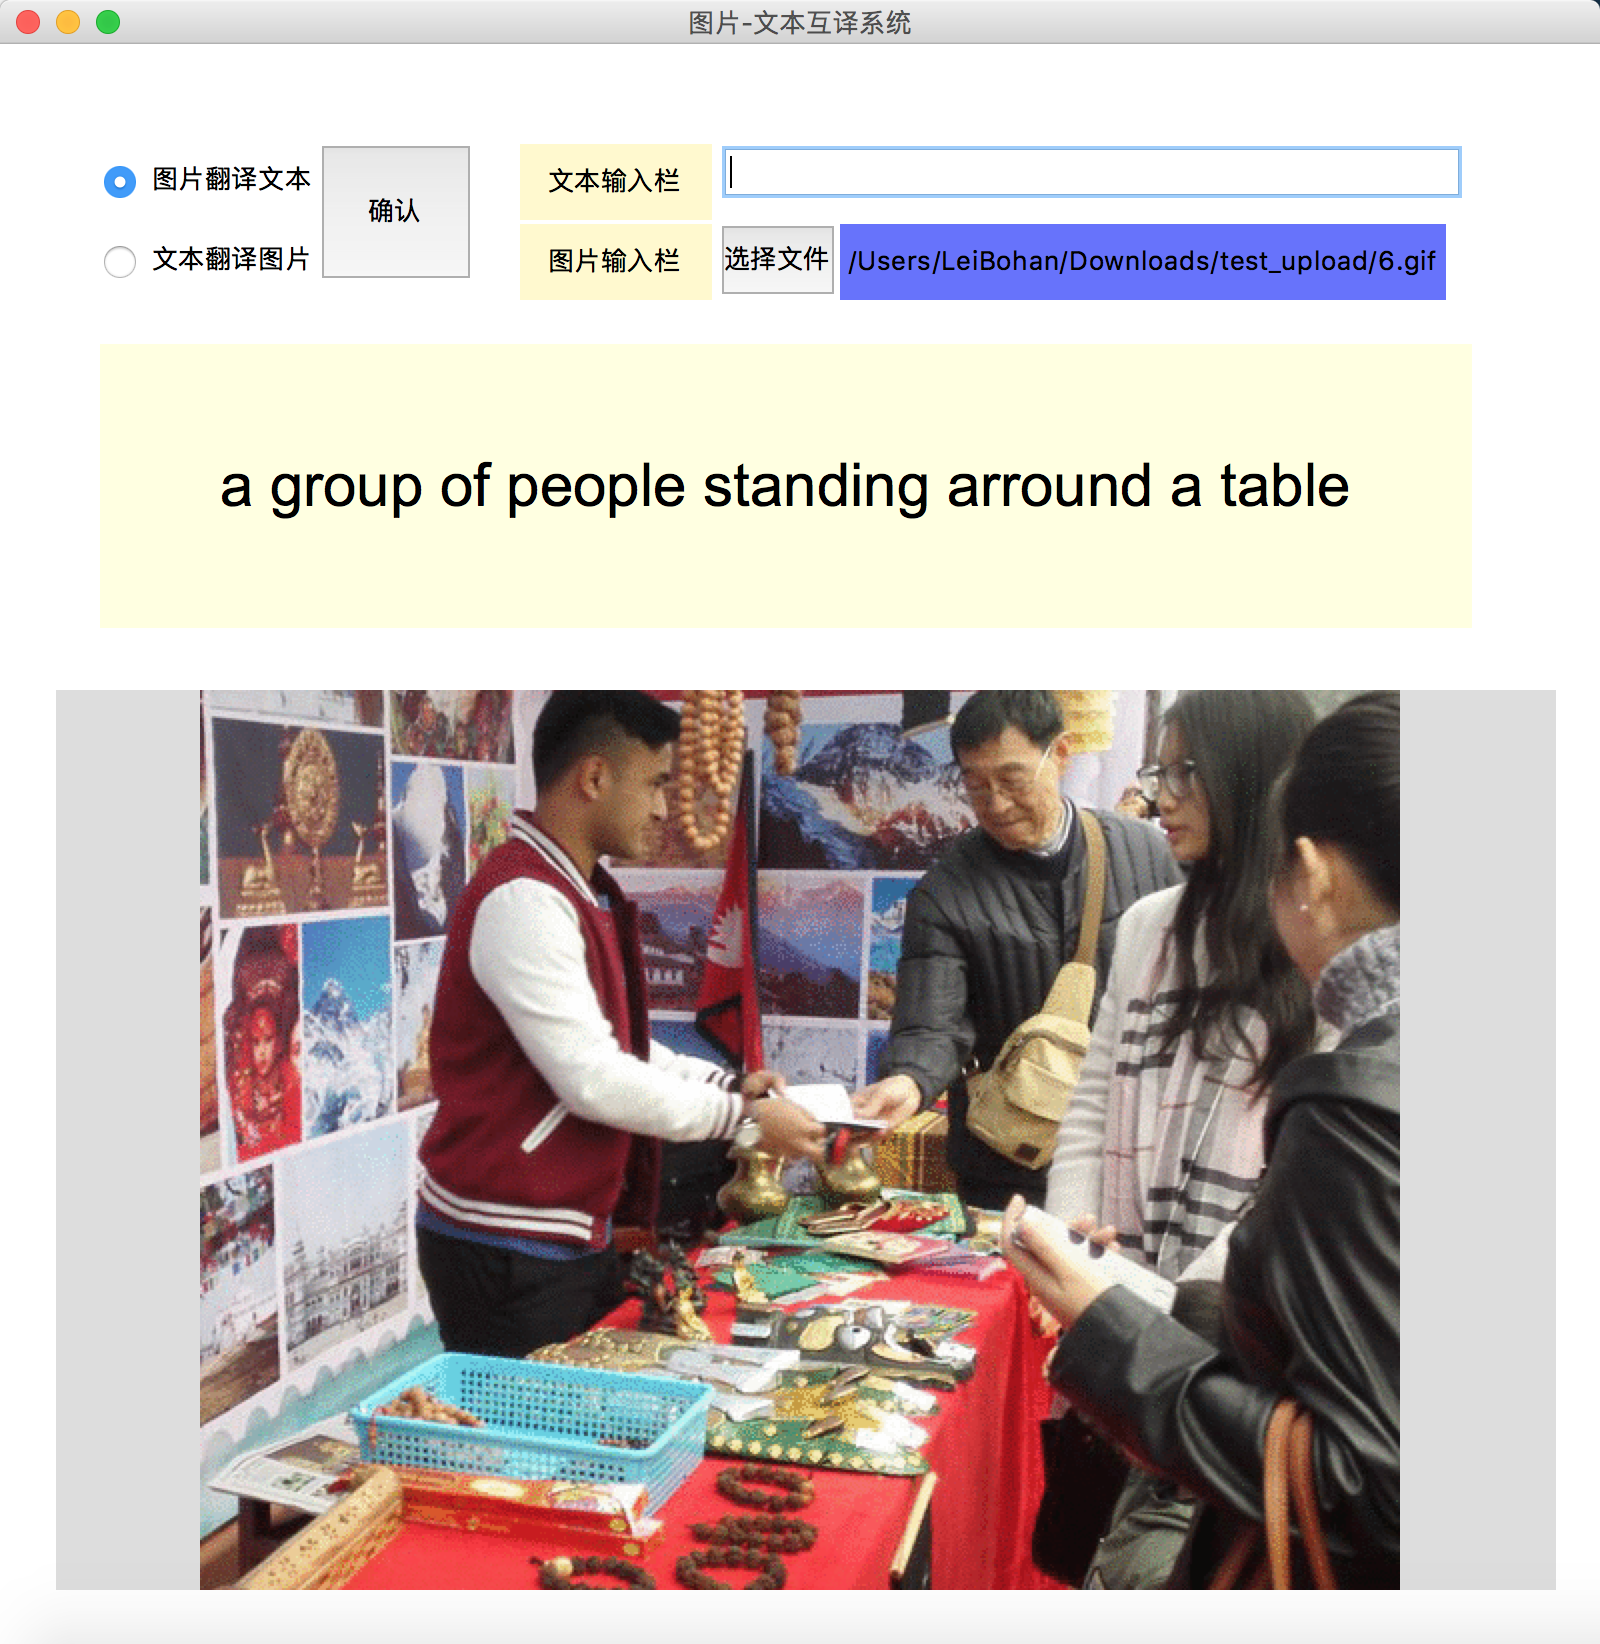 图片-文本互译系统
图片翻译文本
确认
文本输入栏
文本翻译图片
图片输入栏
选择文件
/Users/LeiBohan/Downloads/test_upload/6.gif
a group of people standing arround a table